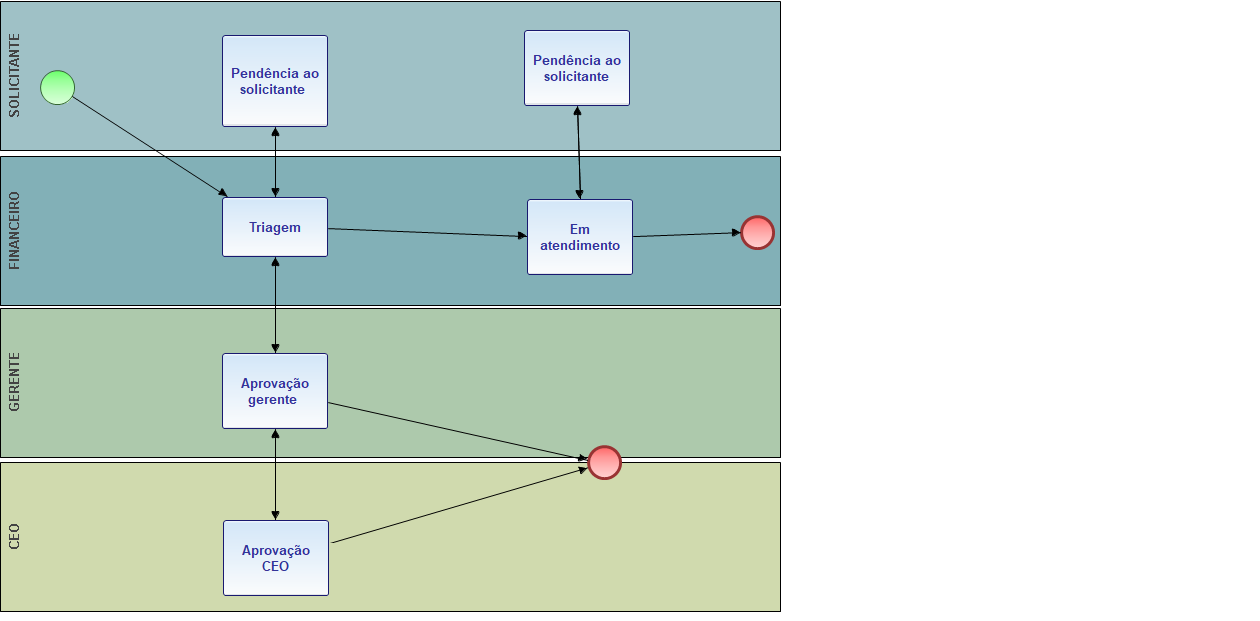 SOLICITANTE
Pendência ao
solicitante
Pendência ao
solicitante
FINANCEIRO
Triagem
Em
atendimento
GERENTE
Aprovação
gerente
CEO
Aprovação
CEO